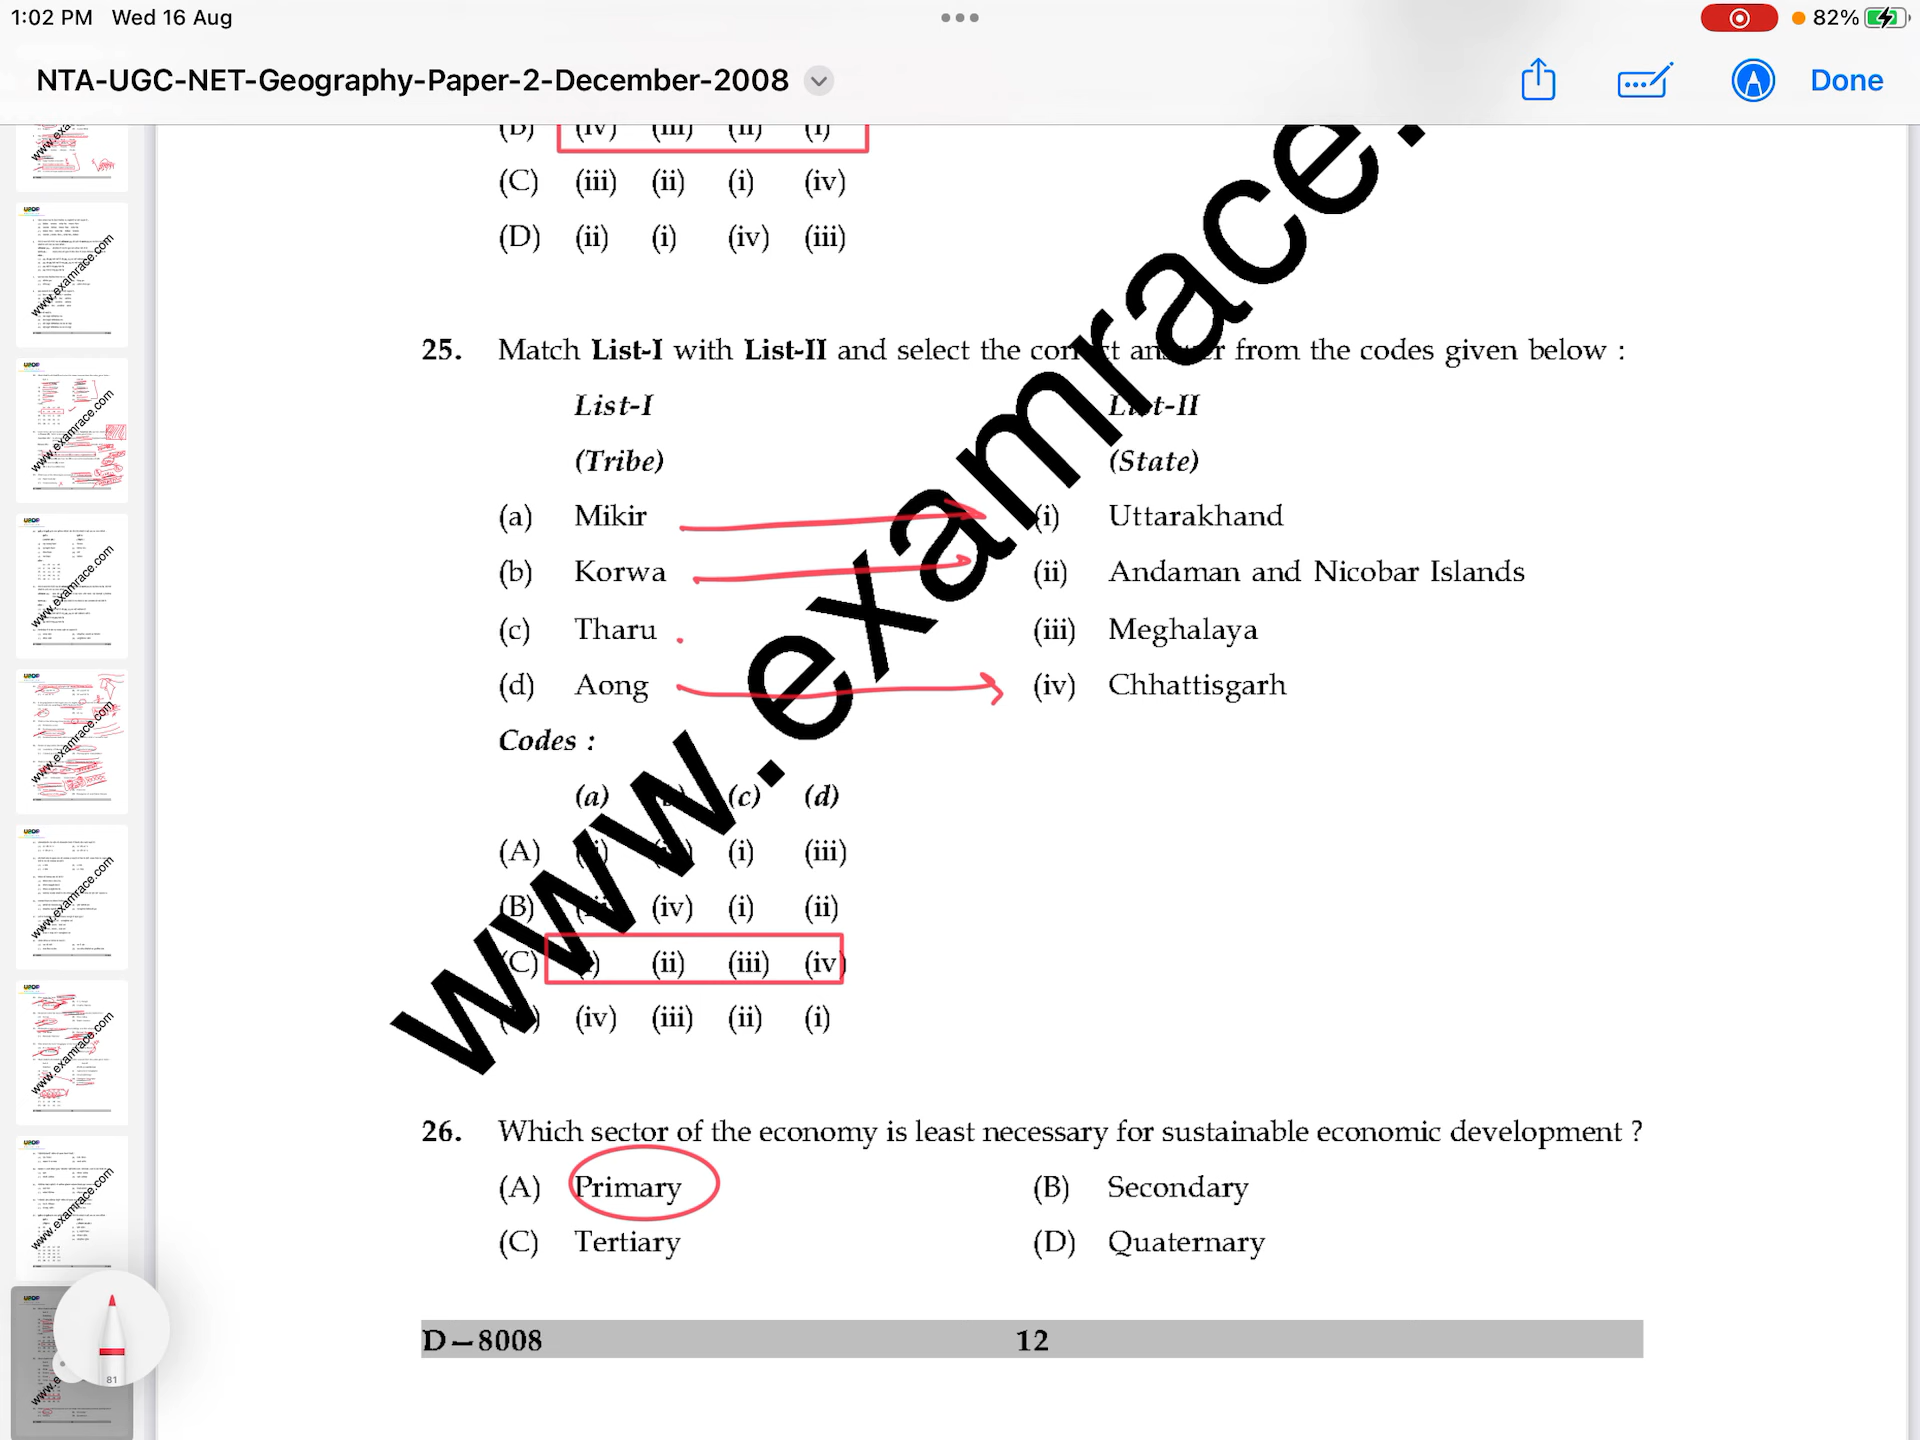 1:02 PM Wed 16 Aug
82%
NTA-UGC-NET-Geography-Paper-2-December-2008
Done
(iv) (iii) (ii) (i)
(C) (iii) (ii) (i) (iv)
(D) (ii) (i) (iv) (iii)
25. Match List-I with List-II and select the correct answer from the codes given below :
List-I List-II
(Tribe) (State)
(a) Mikir (i) Uttarakhand
(b) Korwa (ii) Andaman and Nicobar Islands
(c) Tharu (iii) Meghalaya
(d) Aong (iv) Chhattisgarh
Codes :
(a) (b) (c) (d)
(A) (i) (iii)
(B) (iv) (i) (ii)
(C) (i) (ii) (iii) (iv)
(iv) (iii) (ii) (i)
26. Which sector of the economy is least necessary for sustainable economic development ?
(A) Primary (B) Secondary
(C) Tertiary (D) Quaternary
D-8008 12
www.examrace.
81